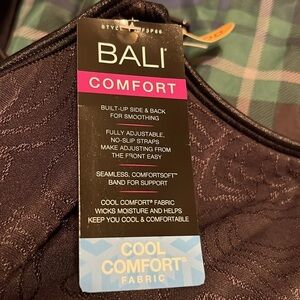 BALI®
COMFORT
BUILT-UP SIDE & BACK
FOR SMOOTHING
FULLY ADJUSTABLE,
NO-SLIP STRAPS
MAKE ADJUSTING FROM
THE FRONT EASY
SEAMLESS, COMFORTSOFT™
BAND FOR SUPPORT
COOL COMFORT® FABRIC
WICKS MOISTURE AND HELPS
KEEP YOU COOL & COMFORTABLE
COOL
COMFORT®
FABRIC